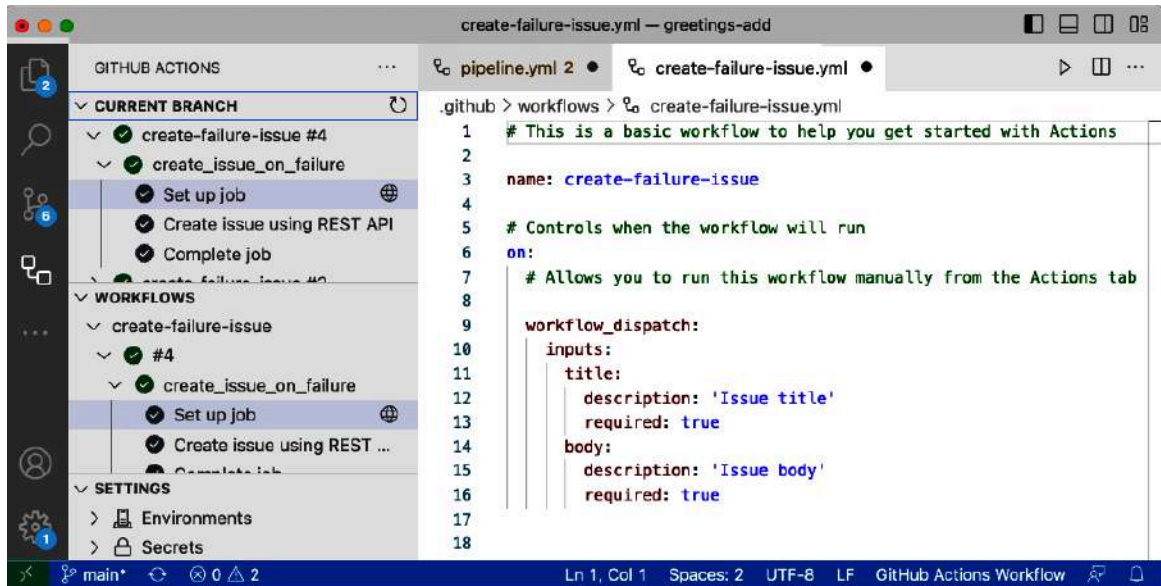 create-failure-issue.yml — greetings-add
GITHUB ACTIONS ...
CURRENT BRANCH
create-failure-issue #4
create_issue_on_failure
Set up job
Create issue using REST API
Complete job
WORKFLOWS
create-failure-issue
#4
create_issue_on_failure
Set up job
Create issue using REST ...
SETTINGS
Environments
Secrets
2
6
1
pipeline.yml 2 create-failure-issue.yml
.github > workflows > create-failure-issue.yml
1 # This is a basic workflow to help you get started with Actions
2
3 name: create-failure-issue
4
5 # Controls when the workflow will run
6 on:
7 # Allows you to run this workflow manually from the Actions tab
8
9 workflow_dispatch:
10 inputs:
11 title:
12 description: 'Issue title'
13 required: true
14 body:
15 description: 'Issue body'
16 required: true
17
18
main* 0 2 Ln 1, Col 1 Spaces: 2 UTF-8 LF GitHub Actions Workflow